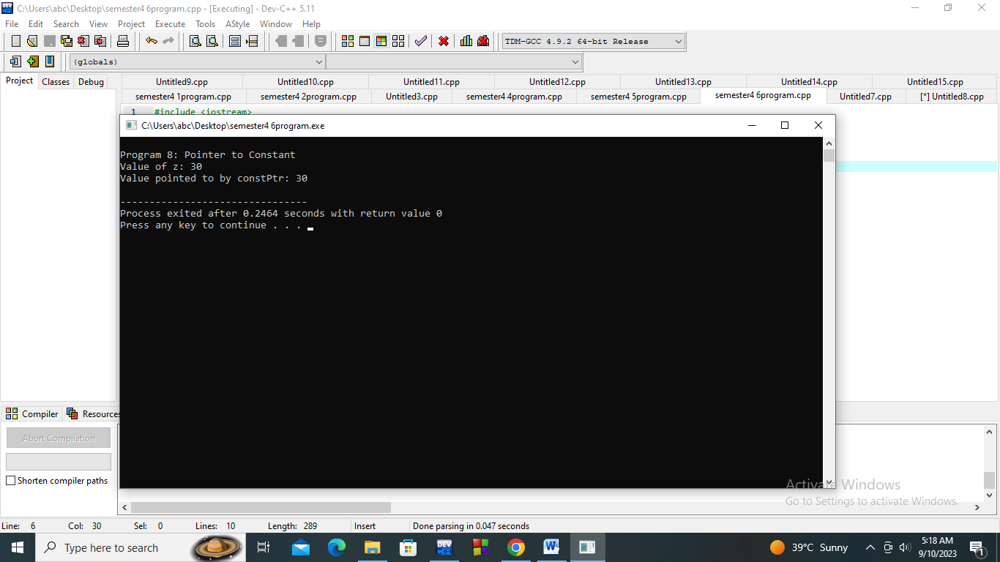 C:\Users\abc\Desktop\semester4 6program.cpp - [Executing] - Dev-C++ 5.11
File Edit Search View Project Execute Tools AStyle Window Help
TDM-GCC 4.9.2 64-bit Release
(globals)
Project Classes Debug
Untitled9.cpp Untitled10.cpp Untitled11.cpp Untitled12.cpp Untitled13.cpp Untitled14.cpp Untitled15.cpp
semester4 1program.cpp semester4 2program.cpp Untitled3.cpp semester4 4program.cpp semester4 5program.cpp semester4 6program.cpp Untitled7.cpp [*] Untitled8.cpp
1 #include <iostream>
C:\Users\abc\Desktop\semester4 6program.exe
Program 8: Pointer to Constant
Value of z: 30
Value pointed to by constPtr: 30
--------------------------------
Process exited after 0.2464 seconds with return value 0
Press any key to continue . . .
Compiler Resources
Abort Compilation
Shorten compiler paths
Activate Windows
Go to Settings to activate Windows.
Line: 6 Col: 30 Sel: 0 Lines: 10 Length: 289 Insert Done parsing in 0.047 seconds
Type here to search
DEV
39°C Sunny
5:18 AM
9/10/2023
1